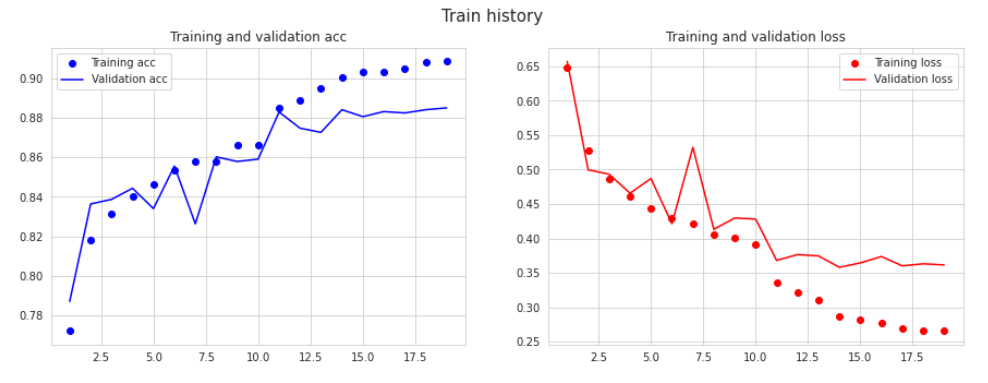 Train history
Training and validation acc
Training acc
Validation acc
0.90
0.88
0.86
0.84
0.82
0.80
0.78
2.5 5.0 7.5 10.0 12.5 15.0 17.5
Training and validation loss
Training loss
Validation loss
0.65
0.60
0.55
0.50
0.45
0.40
0.35
0.30
0.25
2.5 5.0 7.5 10.0 12.5 15.0 17.5